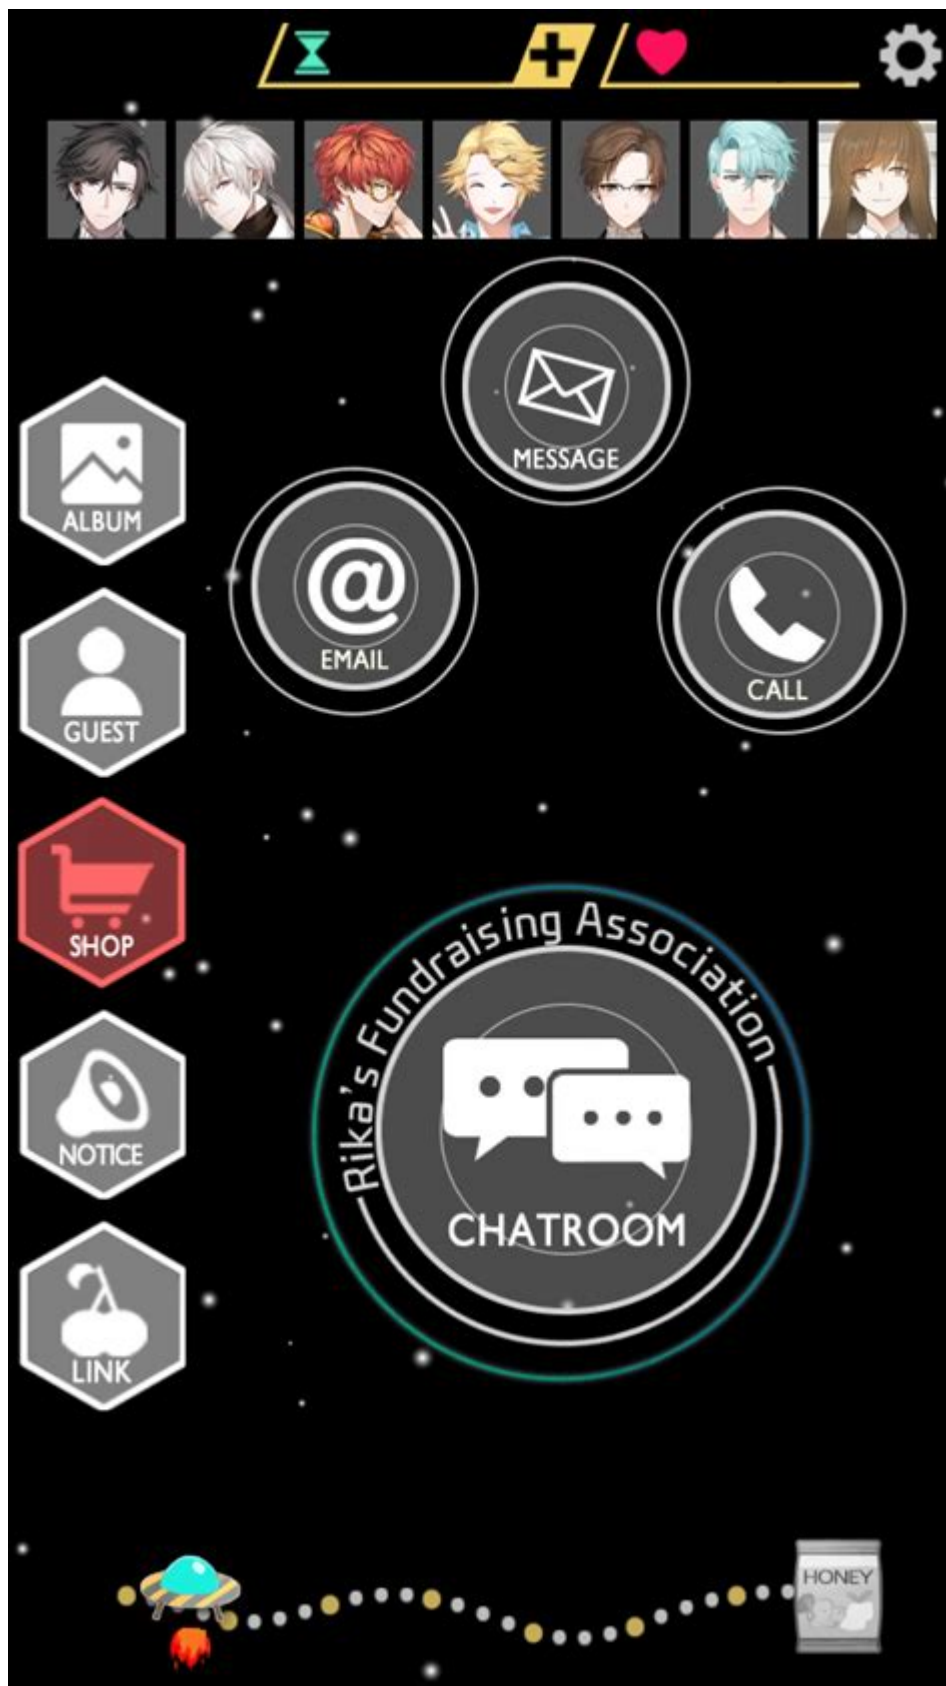 MESSAGE
ALBUM
EMAIL
CALL
GUEST
SHOP
Rika's Fundraising Association
CHATROOM
NOTICE
LINK
HONEY